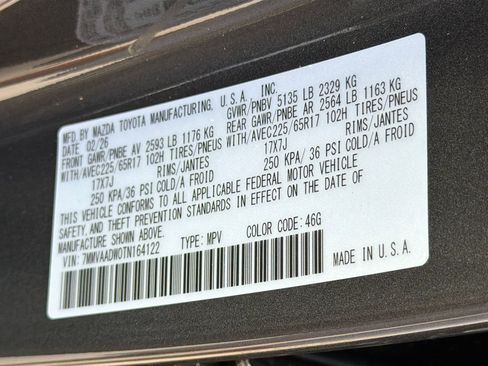 MFD BY MAZDA TOYOTA MANUFACTURING, U.S.A. INC.
02/26 GVWR/PNBV 5135 LB 2329 KG
FRONT GAWR/PNBE AV 2593 LB 1176 KG REAR GAWR/PNBE AR 2564 LB 1163 KG
WITH/AVEC225/65R17 102H TIRES/PNEUS WITH/AVEC225/65R17 102H TIRES/PNEUS
17X7J RIMS/JANTES 17X7J RIMS/JANTES
250 KPA/36 PSI COLD/A FROID 250 KPA/ 36 PSI COLD/A FROID
THIS VEHICLE CONFORMS TO ALL APPLICABLE FEDERAL MOTOR VEHICLE
SAFETY, AND THEFT PREVENTION STANDARDS IN EFFECT ON THE DATE OF
MANUFACTURE SHOWN ABOVE.
VIN: 7MMVAADW0TN164122 TYPE: MPV COLOR CODE: 46G
MADE IN U.S.A.